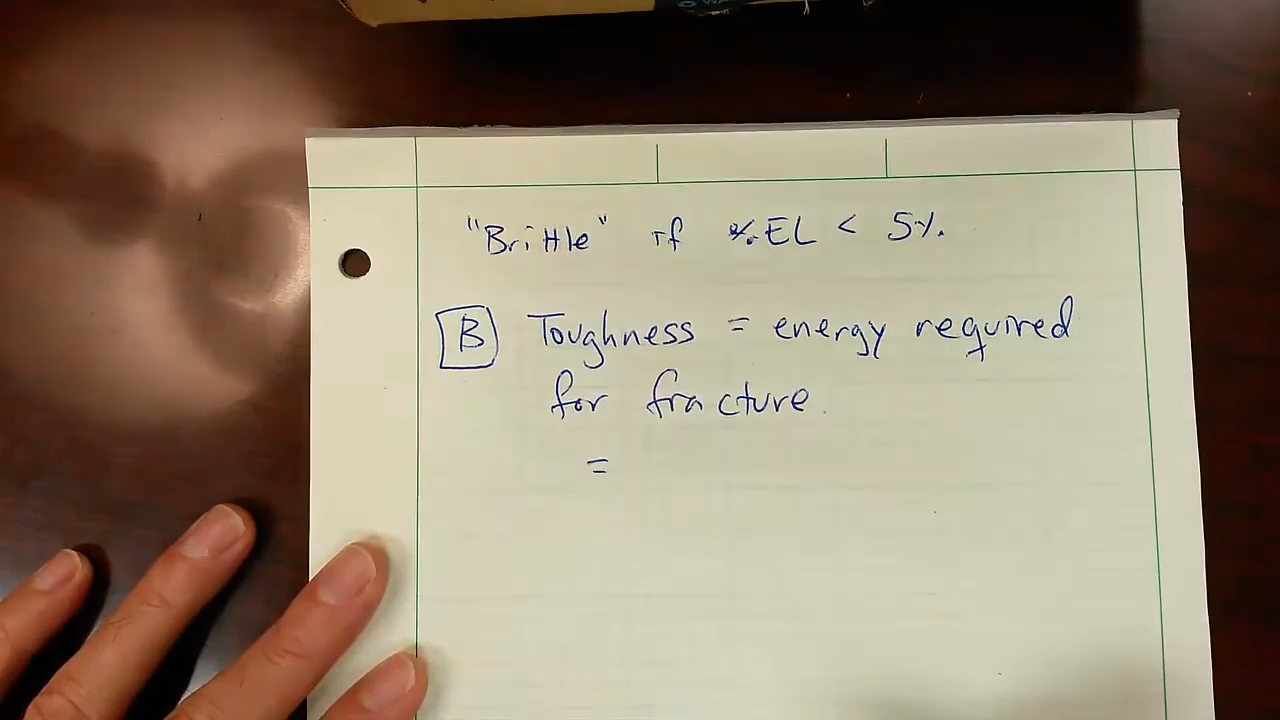 "Brittle" if %EL < 5%.
B Toughness = energy required
for fracture.
=